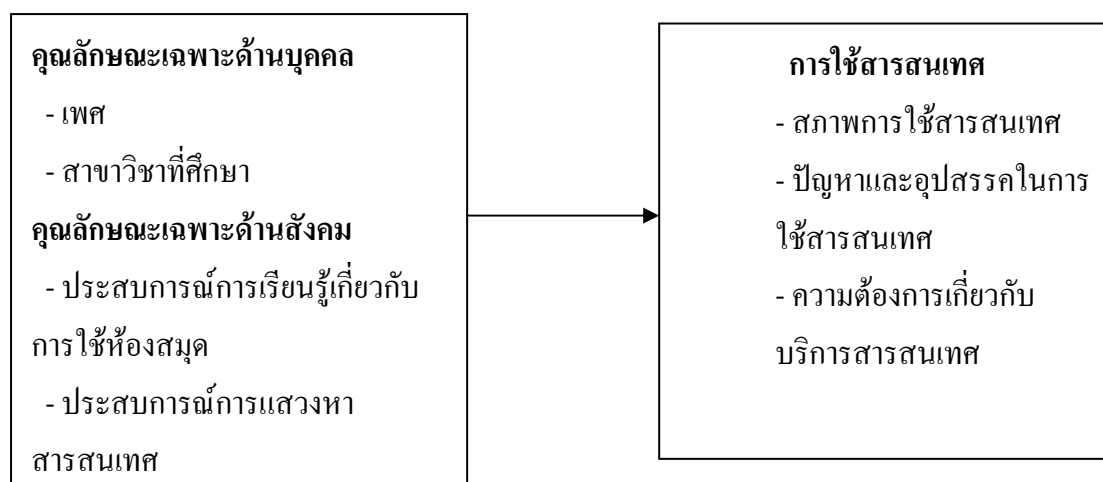 คุณลักษณะเฉพาะด้านบุคคล
- เพศ
- สาขาวิชาที่ศึกษา
คุณลักษณะเฉพาะด้านสังคม
- ประสบการณ์การเรียนรู้เกี่ยวกับ
การใช้ห้องสมุด
- ประสบการณ์การแสวงหา
สารสนเทศ
การใช้สารสนเทศ
- สภาพการใช้สารสนเทศ
- ปัญหาและอุปสรรคในการ
ใช้สารสนเทศ
- ความต้องการเกี่ยวกับ
บริการสารสนเทศ